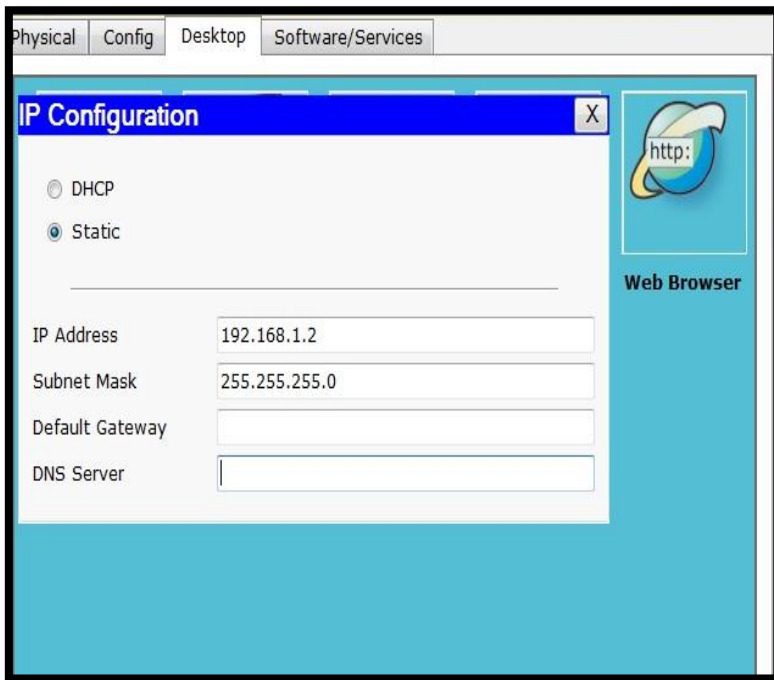 Physical Config Desktop Software/Services
IP Configuration X
http:
DHCP
Static
Web Browser
IP Address 192.168.1.2
Subnet Mask 255.255.255.0
Default Gateway
DNS Server